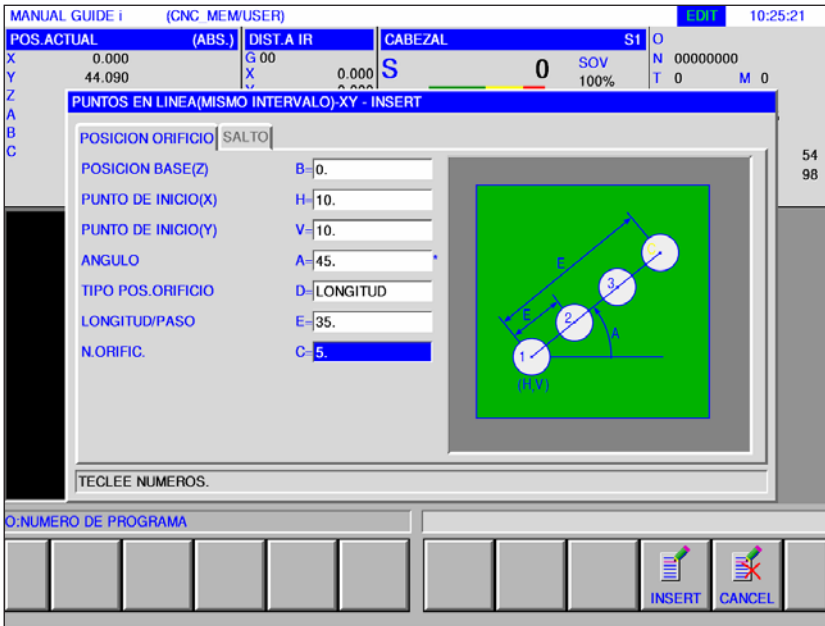 MANUAL GUIDE i (CNC_MEM/USER) EDIT 10:25:21
POS.ACTUAL (ABS.) DIST.A IR CABEZAL S1 O
X 0.000 G 00 S 0 SOV N 00000000
Y 44.090 X 0.000 100% T 0 M 0
Z
A
B
C
54
98
PUNTOS EN LINEA(MISMO INTERVALO)-XY - INSERT
POSICION ORIFICIO SALTO
POSICION BASE(Z) B=0.
PUNTO DE INICIO(X) H=10.
PUNTO DE INICIO(Y) V=10.
ANGULO A=45. °
TIPO POS.ORIFICIO D=LONGITUD
LONGITUD/PASO E=35.
N.ORIFIC. C=5.
C
E
3
E
2
A
1
(H,V)
TECLEE NUMEROS.
O:NUMERO DE PROGRAMA
INSERT CANCEL